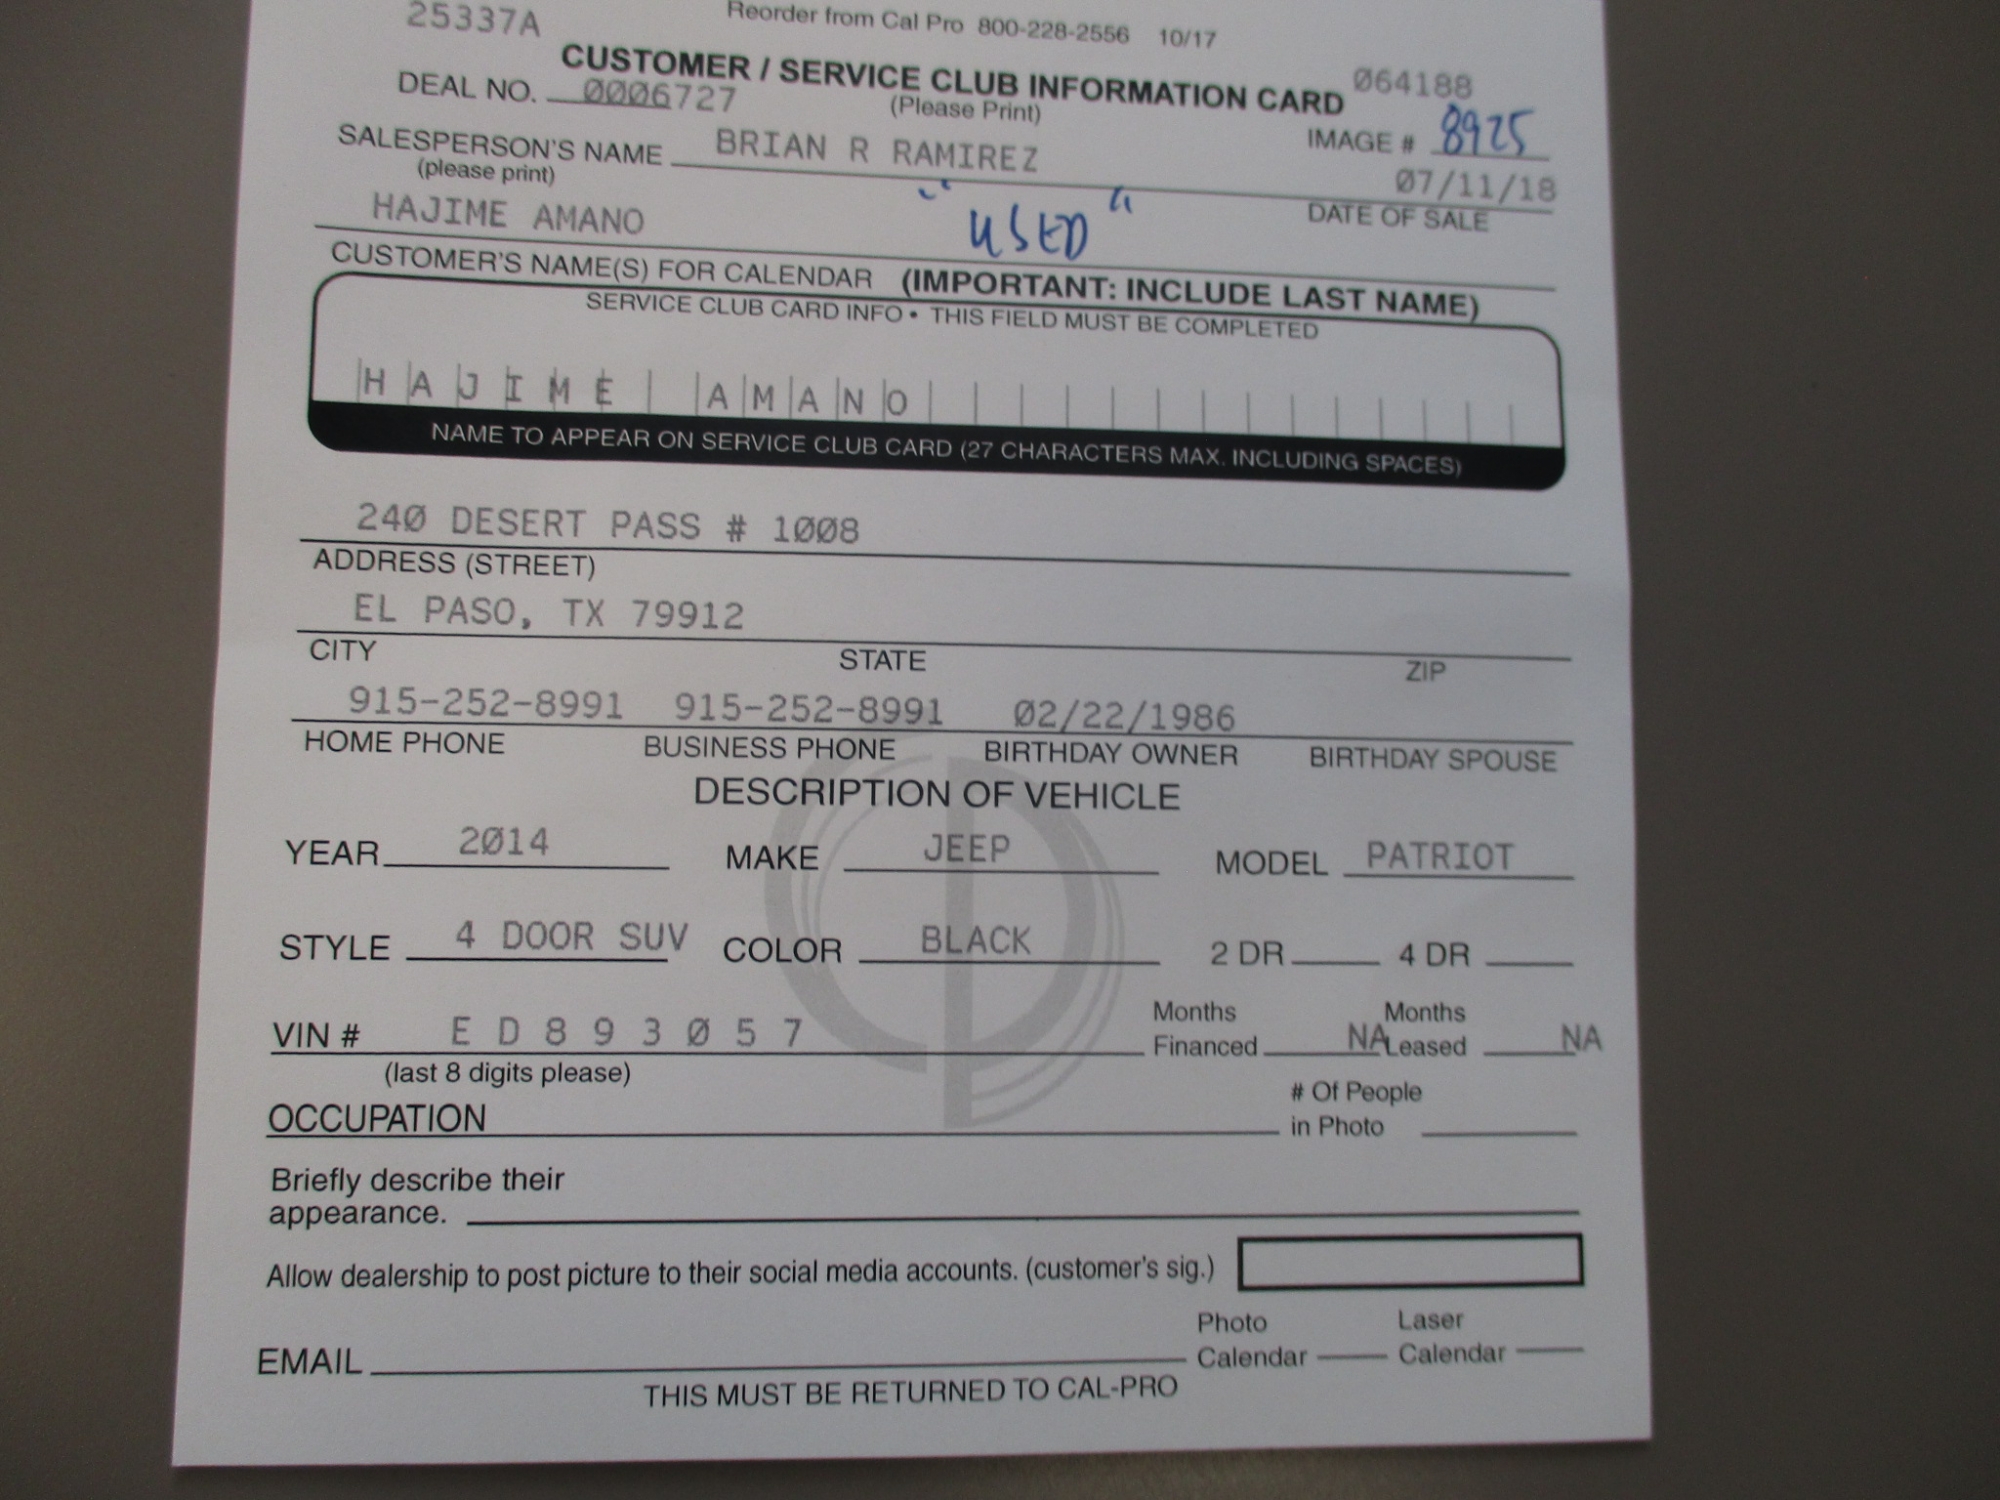 25337A
Reorder from Cal Pro 800-228-2556 10/17
CUSTOMER / SERVICE CLUB INFORMATION CARD 064188
DEAL NO. 0006727 (Please Print)
IMAGE # 8925
SALESPERSON'S NAME BRIAN R RAMIREZ
(please print)
07/11/18
DATE OF SALE
HAJIME AMANO "USED"
CUSTOMER'S NAME(S) FOR CALENDAR (IMPORTANT: INCLUDE LAST NAME)
SERVICE CLUB CARD INFO • THIS FIELD MUST BE COMPLETED
HAJIME AMANO
NAME TO APPEAR ON SERVICE CLUB CARD (27 CHARACTERS MAX. INCLUDING SPACES)
240 DESERT PASS # 1008
ADDRESS (STREET)
EL PASO, TX 79912
CITY STATE ZIP
915-252-8991 915-252-8991 02/22/1986
HOME PHONE BUSINESS PHONE BIRTHDAY OWNER BIRTHDAY SPOUSE
DESCRIPTION OF VEHICLE
YEAR 2014 MAKE JEEP MODEL PATRIOT
STYLE 4 DOOR SUV COLOR BLACK 2 DR 4 DR
VIN # ED893057 Months Financed NA Months Leased NA
(last 8 digits please)
OCCUPATION # Of People in Photo
Briefly describe their
appearance.
Allow dealership to post picture to their social media accounts. (customer's sig.)
EMAIL Photo Calendar Laser Calendar
THIS MUST BE RETURNED TO CAL-PRO